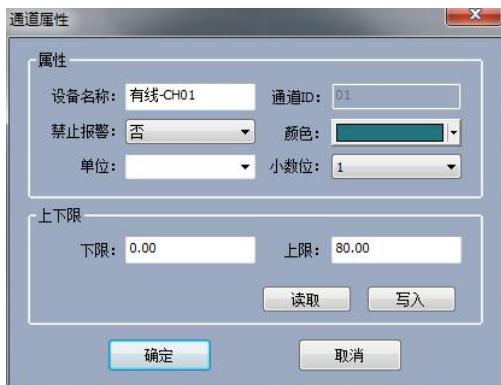 通道属性
属性
设备名称: 有线-CH01 通道ID: 01
禁止报警: 否 颜色:
单位: 小数位: 1
上下限
下限: 0.00 上限: 80.00
读取 写入
确定 取消